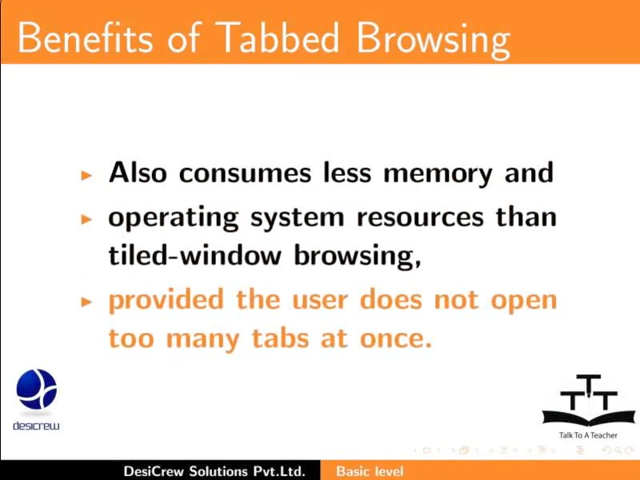 Benefits of Tabbed Browsing
Also consumes less memory and
operating system resources than
tiled-window browsing,
provided the user does not open
too many tabs at once.
desicrew
TTT
Talk To A Teacher
DesiCrew Solutions Pvt.Ltd. Basic level